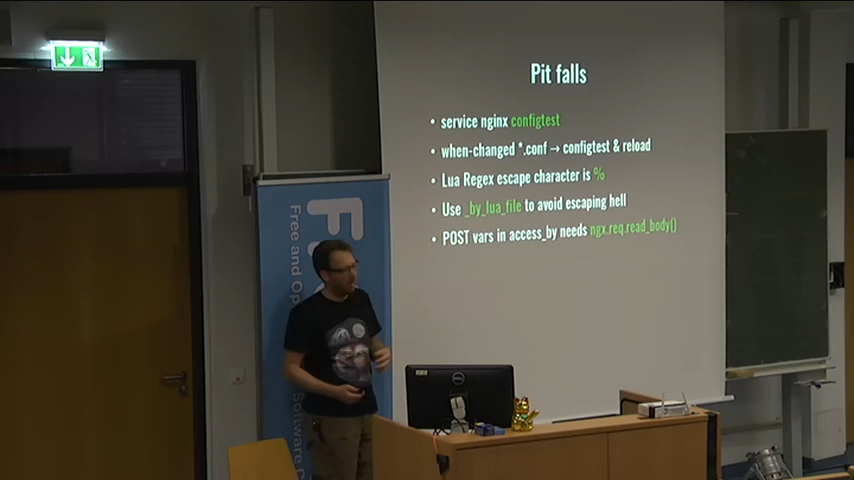 Pit falls
• service nginx configtest
• when-changed *.conf → configtest & reload
• Lua Regex escape character is %
• Use _by_lua_file to avoid escaping hell
• POST vars in access_by needs ngx.req.read_body()
Free and Op
Software C
DELL